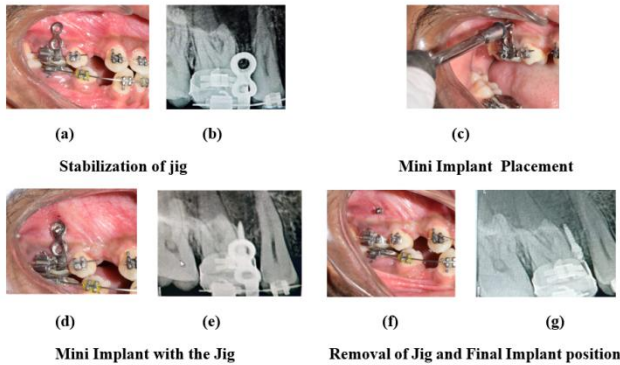 (a) (b) (c)
Stabilization of jig Mini Implant Placement
(d) (e) (f) (g)
Mini Implant with the Jig Removal of Jig and Final Implant position